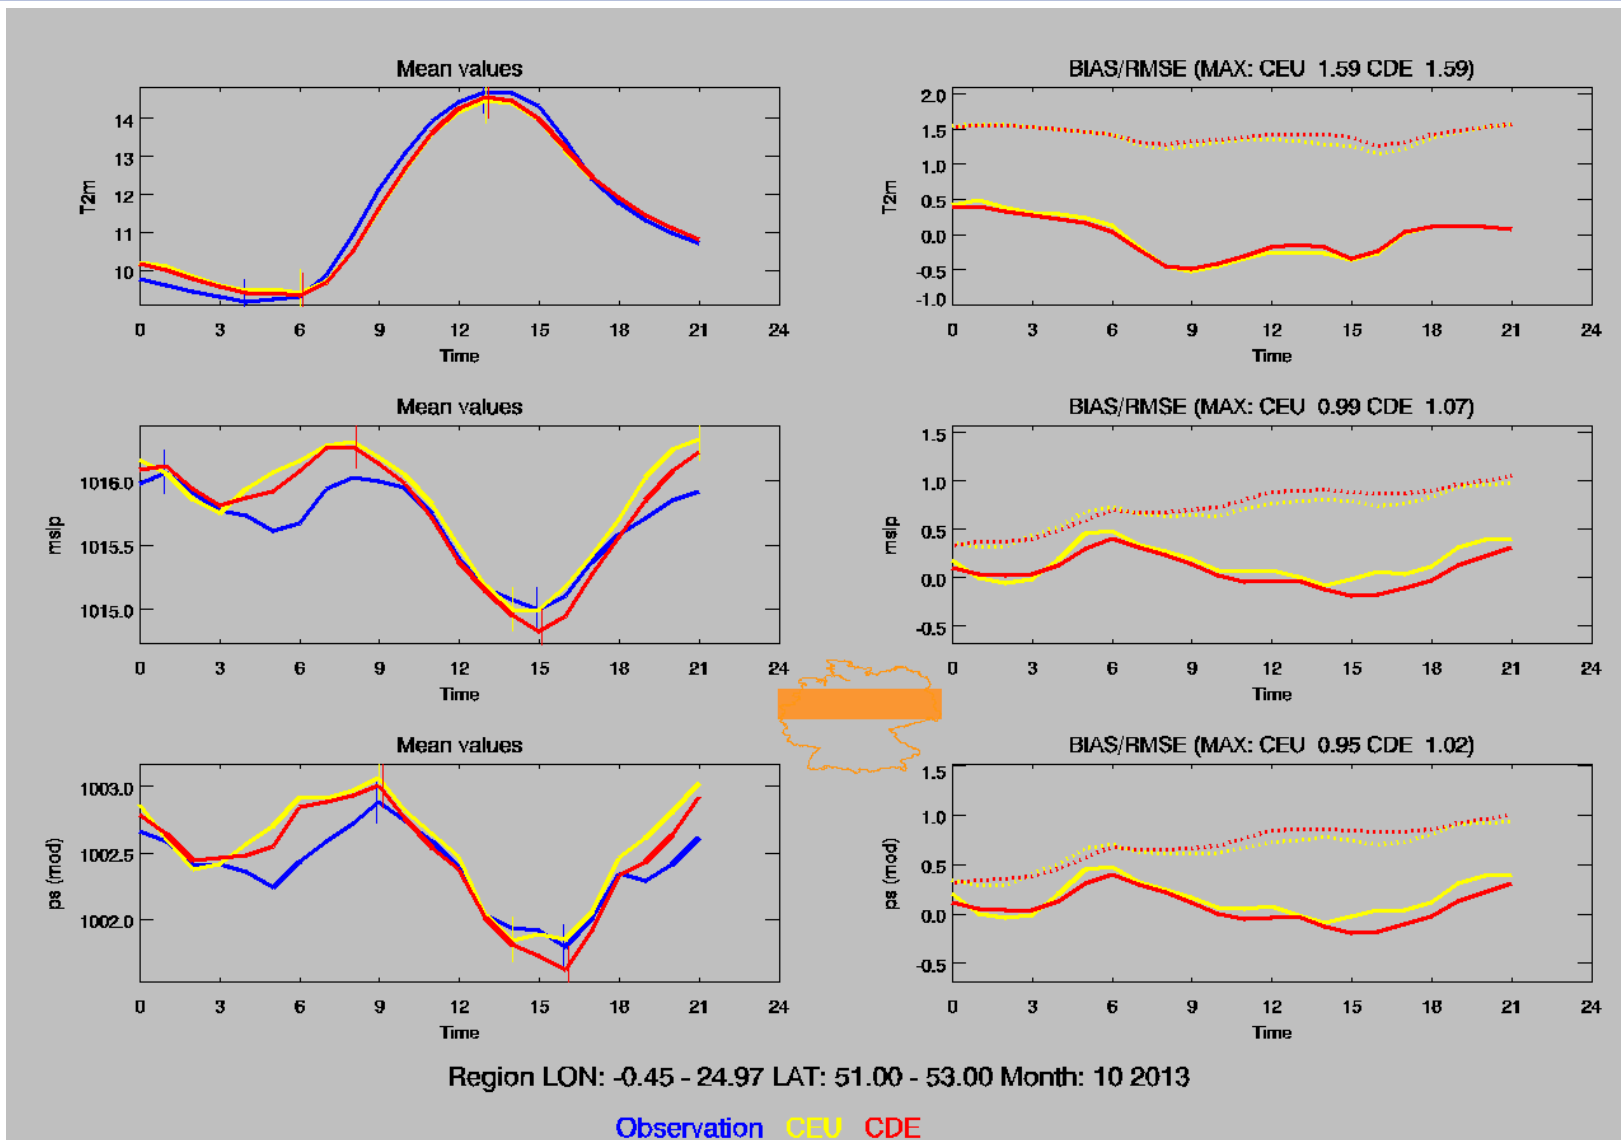 Mean values
14
13
12
11
10
T2m
0 3 6 9 12 15 18 21 24
Time
BIAS/RMSE (MAX: CEU 1.59 CDE 1.59)
2.0
1.5
1.0
0.5
0.0
-0.5
-1.0
T2m
0 3 6 9 12 15 18 21 24
Time
Mean values
1016.0
1015.5
1015.0
mslp
0 3 6 9 12 15 18 21 24
Time
BIAS/RMSE (MAX: CEU 0.99 CDE 1.07)
1.5
1.0
0.5
0.0
-0.5
mslp
0 3 6 9 12 15 18 21 24
Time
Mean values
1003.0
1002.5
1002.0
ps (mod)
0 3 6 9 12 15 18 21 24
Time
BIAS/RMSE (MAX: CEU 0.95 CDE 1.02)
1.5
1.0
0.5
0.0
-0.5
ps (mod)
0 3 6 9 12 15 18 21 24
Time
Region LON: -0.45 - 24.97 LAT: 51.00 - 53.00 Month: 10 2013
Observation CEU CDE